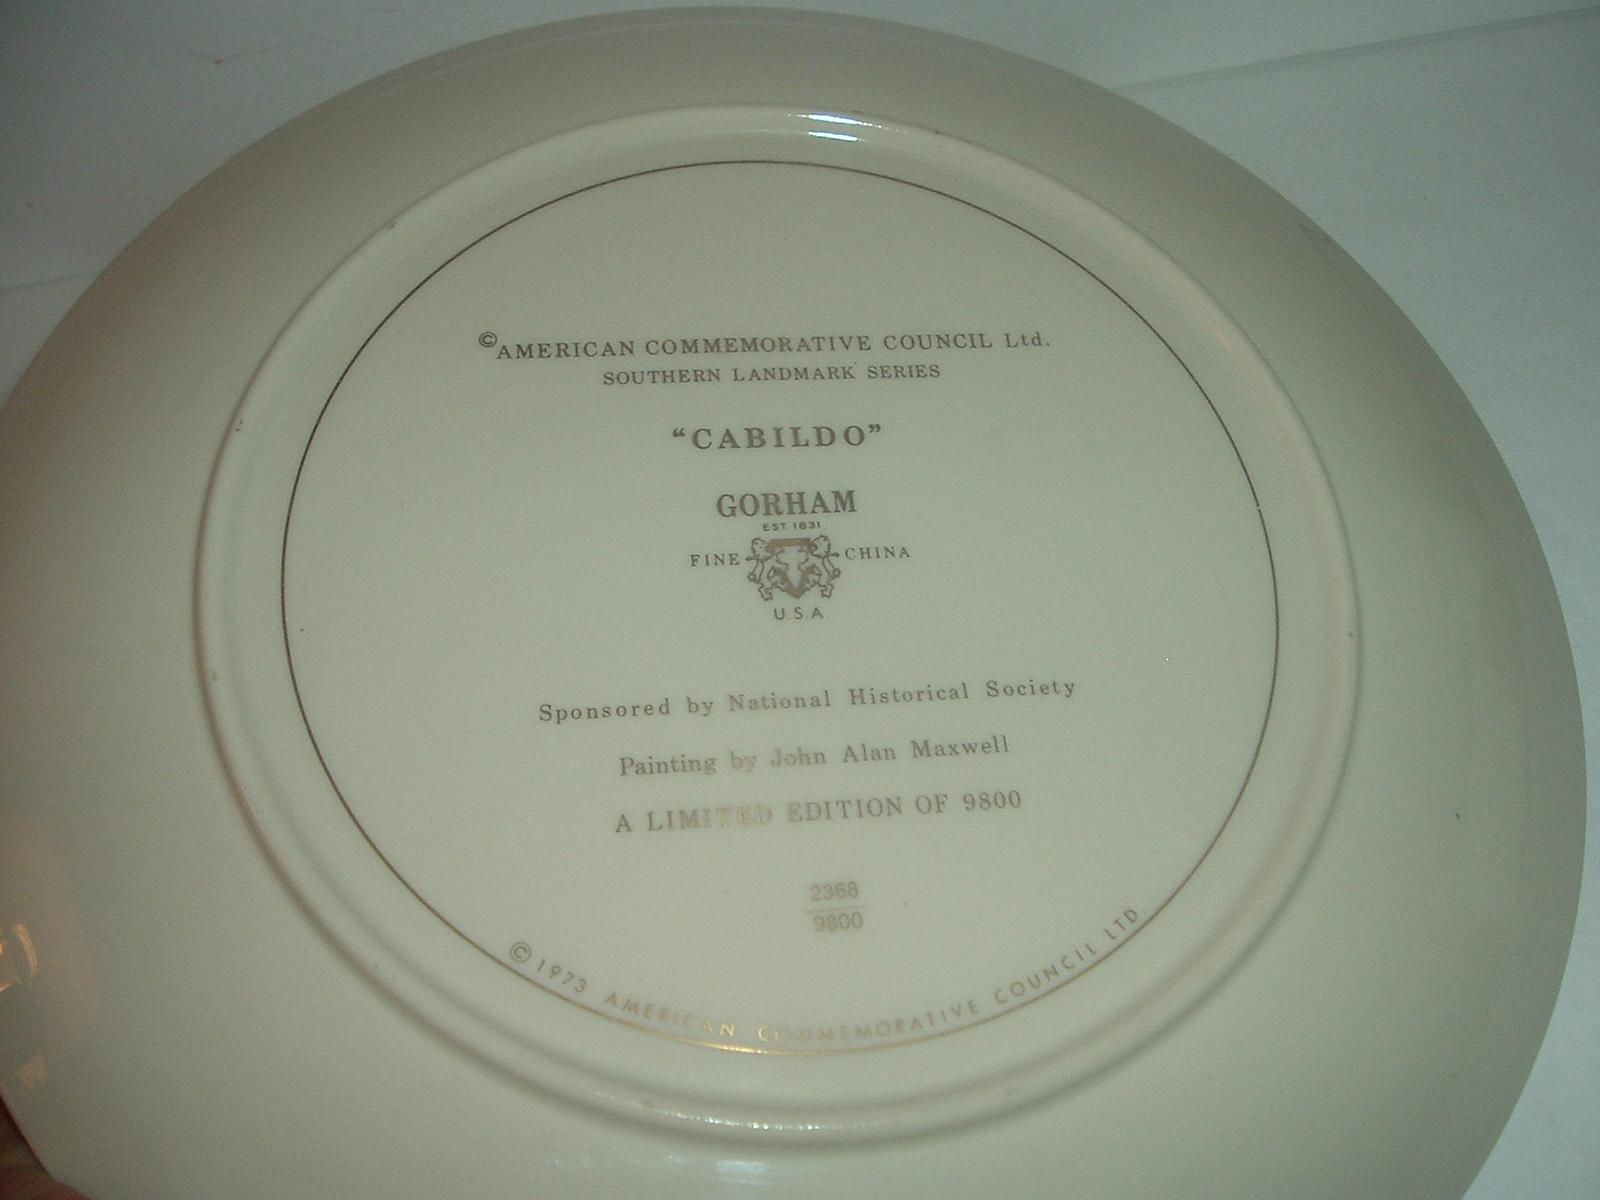 ©AMERICAN COMMEMORATIVE COUNCIL Ltd.
SOUTHERN LANDMARK SERIES
“CABILDO”
GORHAM
EST. 1831
FINE CHINA
U.S.A
Sponsored by National Historical Society
Painting by John Alan Maxwell
A LIMITED EDITION OF 9800
2368
9800
© 1973 AMERICAN COMMEMORATIVE COUNCIL LTD.